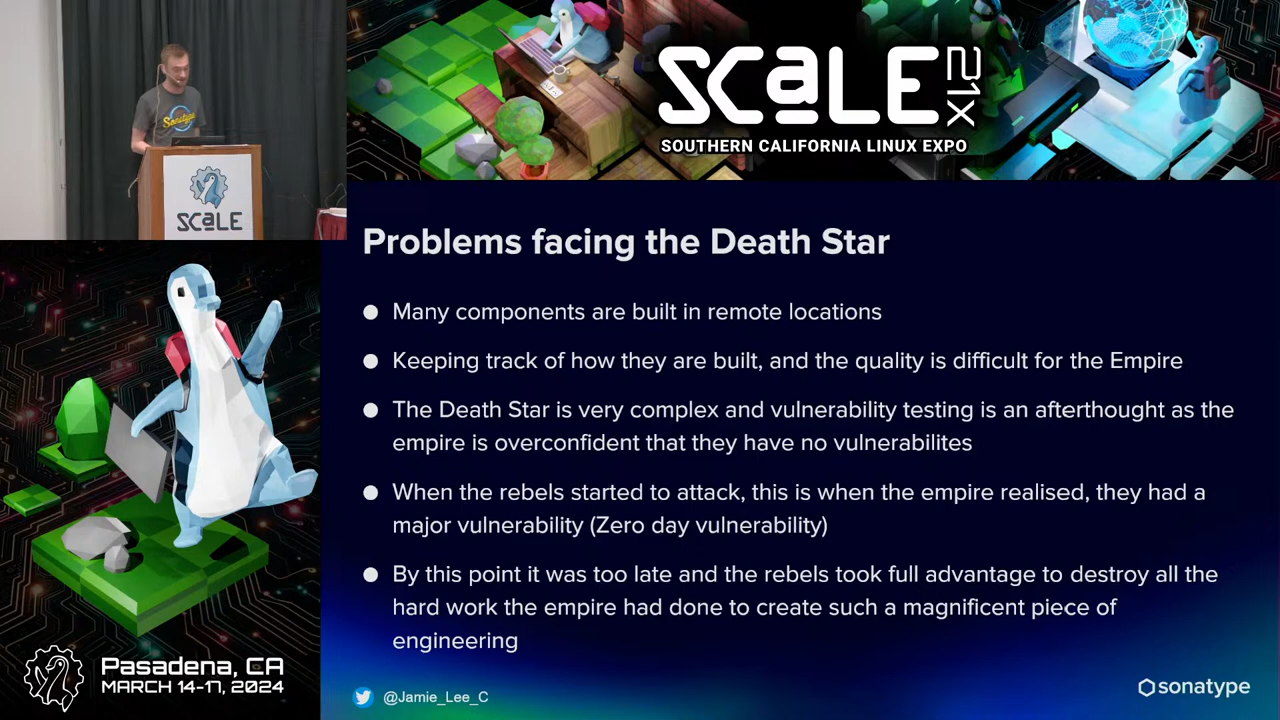 SCALE
21X
SOUTHERN CALIFORNIA LINUX EXPO
Sonatype
SCALE
Problems facing the Death Star
● Many components are built in remote locations
● Keeping track of how they are built, and the quality is difficult for the Empire
● The Death Star is very complex and vulnerability testing is an afterthought as the
empire is overconfident that they have no vulnerabilites
● When the rebels started to attack, this is when the empire realised, they had a
major vulnerability (Zero day vulnerability)
● By this point it was too late and the rebels took full advantage to destroy all the
hard work the empire had done to create such a magnificent piece of
engineering
Pasadena, CA
MARCH 14-17, 2024
@Jamie_Lee_C
sonatype